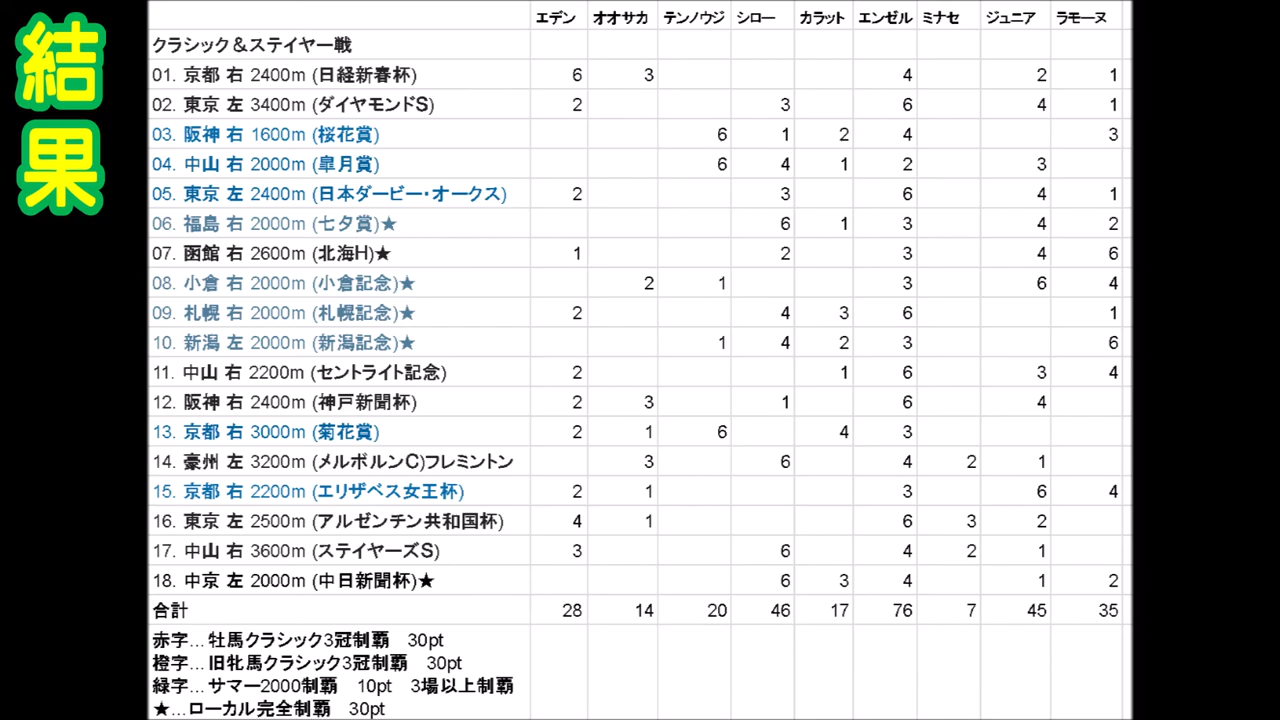 結果
エデン オオサカ テンノウジ シロー カラット エンゼル ミナセ ジュニア ラモーヌ
クラシック＆ステイヤー戦
01. 京都 右 2400m (日経新春杯) 6 3 4 2 1
02. 東京 左 3400m (ダイヤモンドS) 2 3 6 4 1
03. 阪神 右 1600m (桜花賞) 6 1 2 4 3
04. 中山 右 2000m (皐月賞) 6 4 1 2 3
05. 東京 左 2400m (日本ダービー・オークス) 2 3 6 4 1
06. 福島 右 2000m (七夕賞)★ 6 1 3 4 2
07. 函館 右 2600m (北海H)★ 1 2 3 4 6
08. 小倉 右 2000m (小倉記念)★ 2 1 3 6 4
09. 札幌 右 2000m (札幌記念)★ 2 4 3 6 1
10. 新潟 左 2000m (新潟記念)★ 1 4 2 3 6
11. 中山 右 2200m (セントライト記念) 2 1 6 3 4
12. 阪神 右 2400m (神戸新聞杯) 2 3 1 6 4
13. 京都 右 3000m (菊花賞) 2 1 6 4 3
14. 豪州 左 3200m (メルボルンC)フレミントン 3 6 4 2 1
15. 京都 右 2200m (エリザベス女王杯) 2 1 3 6 4
16. 東京 左 2500m (アルゼンチン共和国杯) 4 1 6 3 2
17. 中山 右 3600m (ステイヤーズS) 3 6 4 2 1
18. 中京 左 2000m (中日新聞杯)★ 6 3 4 1 2
合計 28 14 20 46 17 76 7 45 35
赤字…牡馬クラシック3冠制覇　30pt
橙字…旧牝馬クラシック3冠制覇　30pt
緑字…サマー2000制覇　10pt　3場以上制覇
★…ローカル完全制覇　30pt